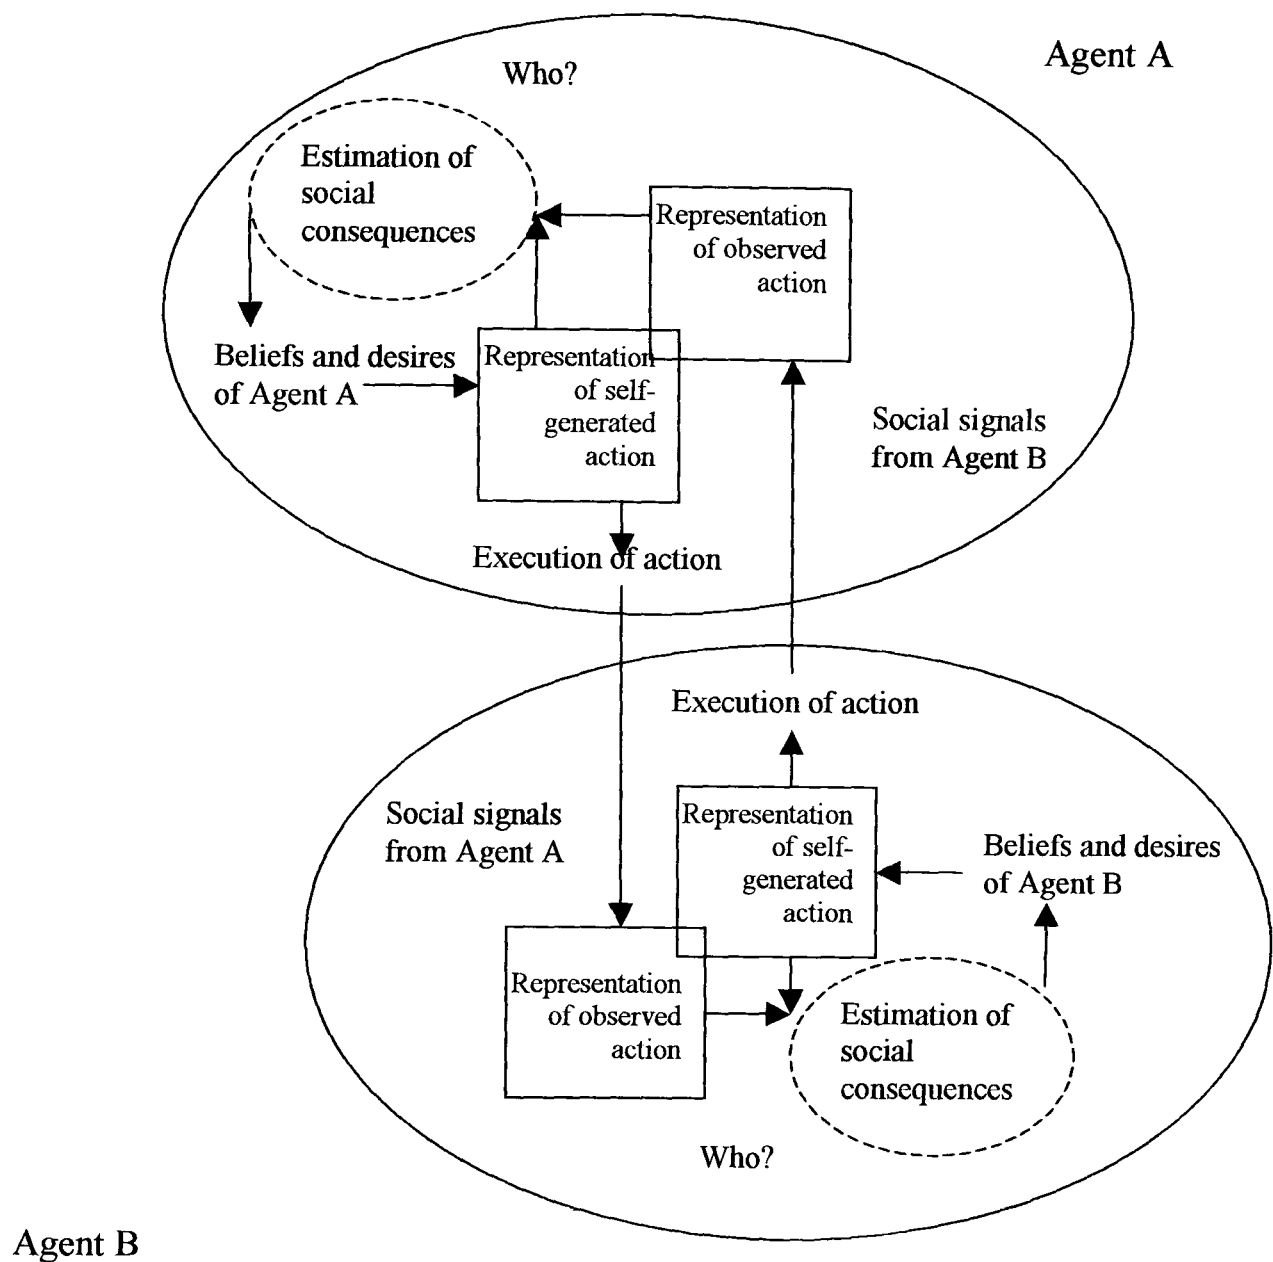 Agent A
Who?
Estimation of
social
consequences
Representation
of observed
action
Beliefs and desires
of Agent A
Representation
of self-
generated
action
Social signals
from Agent B
Execution of action
Execution of action
Social signals
from Agent A
Representation
of self-
generated
action
Beliefs and desires
of Agent B
Representation
of observed
action
Estimation of
social
consequences
Who?
Agent B